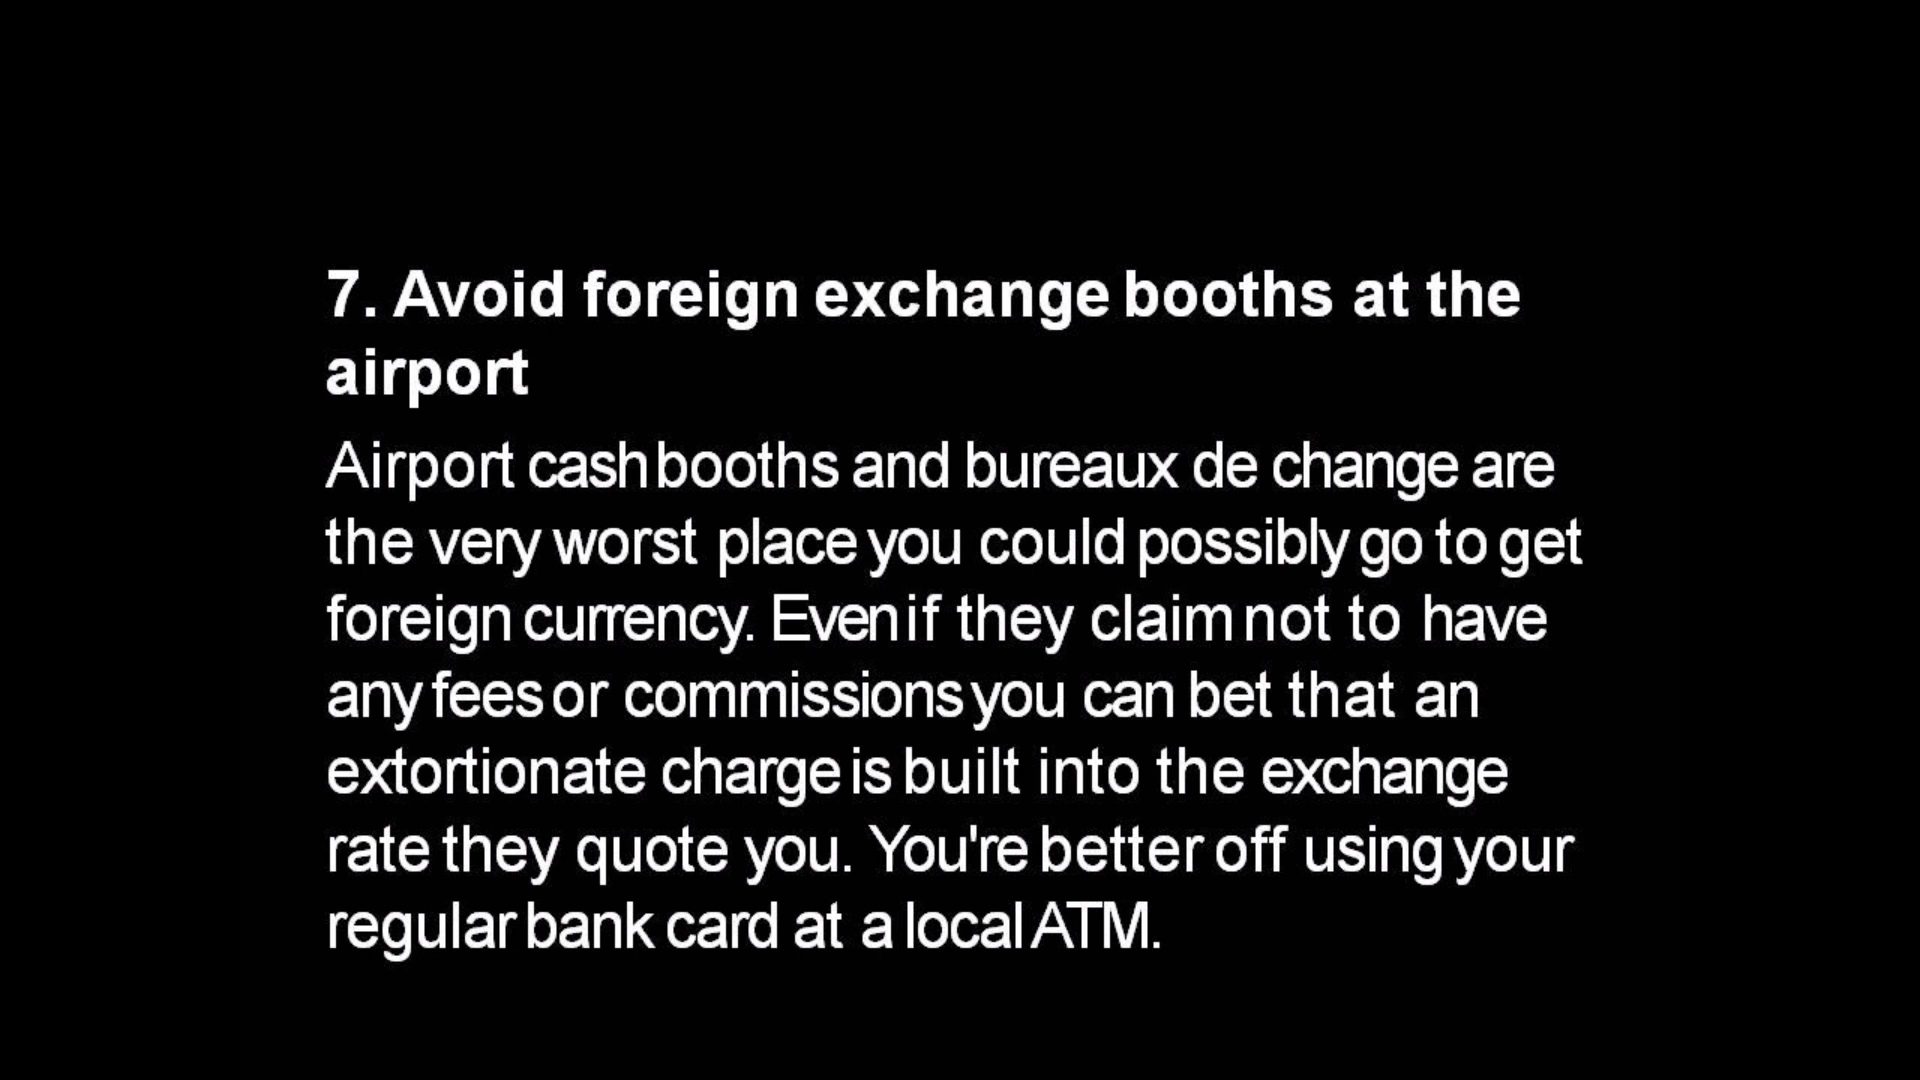 7. Avoid foreign exchange booths at the
airport
Airport cash booths and bureaux de change are
the very worst place you could possibly go to get
foreign currency. Even if they claim not to have
any fees or commissions you can bet that an
extortionate charge is built into the exchange
rate they quote you. You're better off using your
regular bank card at a local ATM.